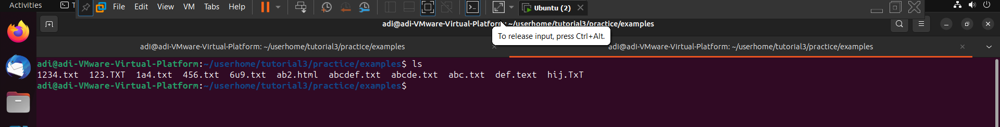 Activities
File Edit View VM Tabs Help
Ubuntu (2)
adi@adi-VMware-Virtual-Platform: ~/userhome/tutorial3/practice/examples
To release input, press Ctrl+Alt.
adi@adi-VMware-Virtual-Platform: ~/userhome/tutorial3/practice/examples
adi@adi-VMware-Virtual-Platform: ~/userhome/tutorial3/practice/examples
adi@adi-VMware-Virtual-Platform:~/userhome/tutorial3/practice/examples$ ls
1234.txt 123.TXT 1a4.txt 456.txt 6u9.txt ab2.html abcdef.txt abcde.txt abc.txt def.text hij.TxT
adi@adi-VMware-Virtual-Platform:~/userhome/tutorial3/practice/examples$